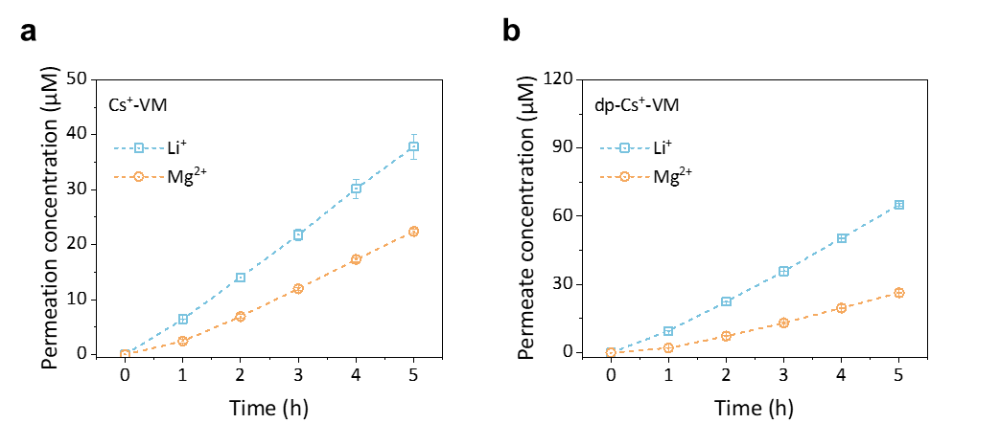 a
Permeation concentration (μM)
50
40
30
20
10
0
Cs⁺-VM
Li⁺
Mg²⁺
0 1 2 3 4 5
Time (h)
b
Permeate concentration (μM)
120
90
60
30
0
dp-Cs⁺-VM
Li⁺
Mg²⁺
0 1 2 3 4 5
Time (h)